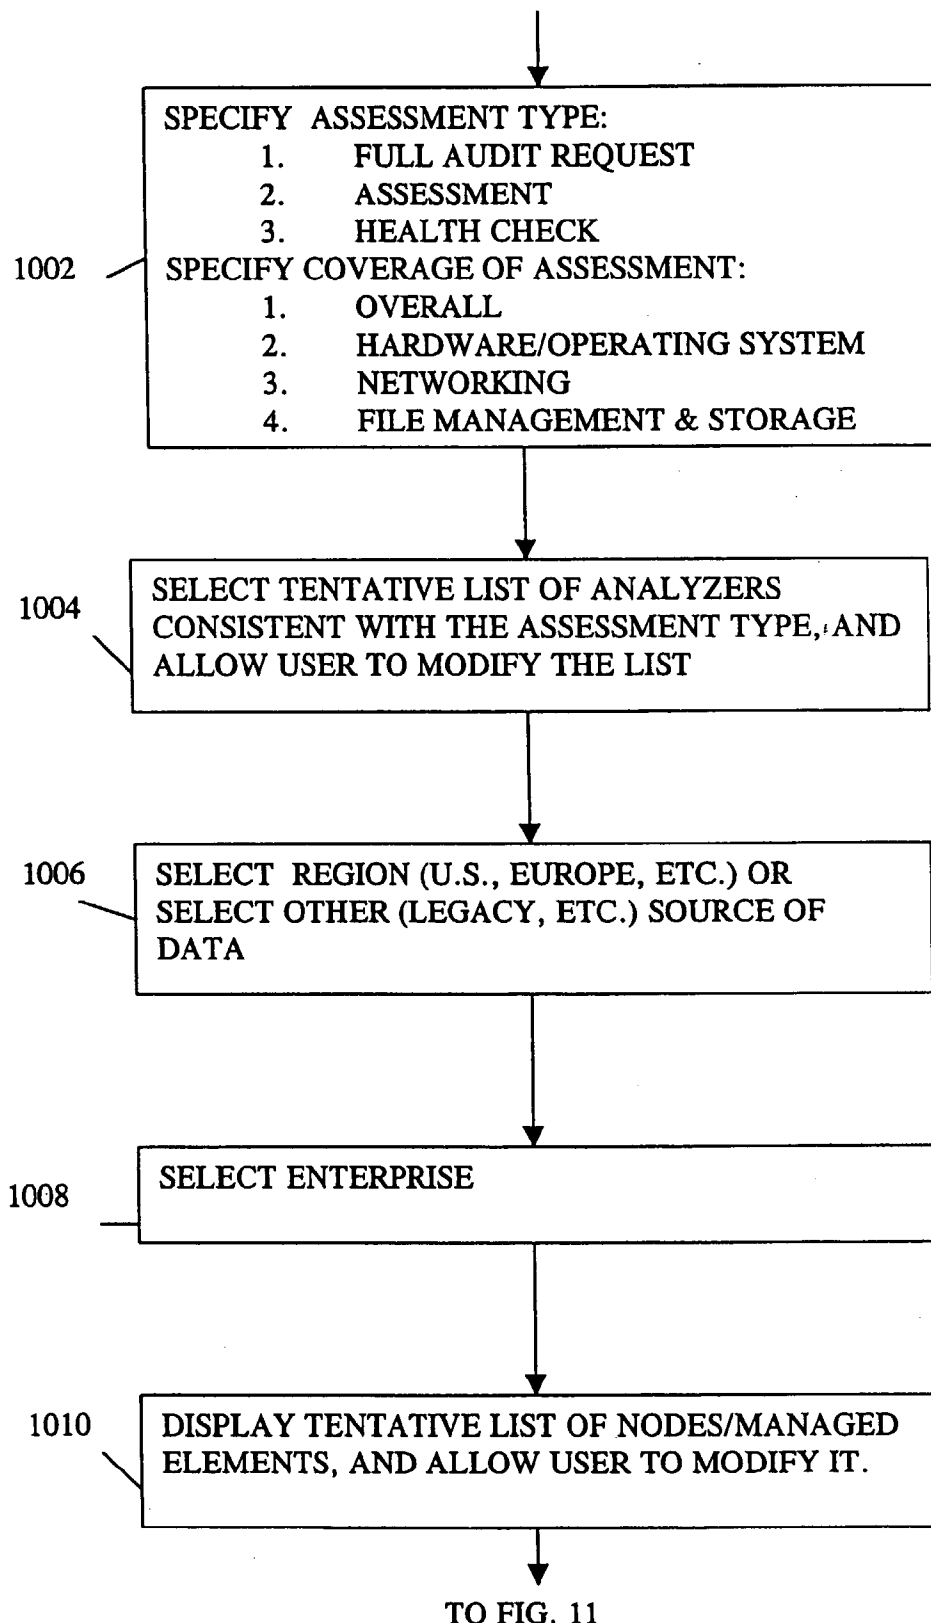 SPECIFY ASSESSMENT TYPE:
1. FULL AUDIT REQUEST
2. ASSESSMENT
3. HEALTH CHECK
1002
SPECIFY COVERAGE OF ASSESSMENT:
1. OVERALL
2. HARDWARE/OPERATING SYSTEM
3. NETWORKING
4. FILE MANAGEMENT & STORAGE
1004
SELECT TENTATIVE LIST OF ANALYZERS
CONSISTENT WITH THE ASSESSMENT TYPE, AND
ALLOW USER TO MODIFY THE LIST
1006
SELECT REGION (U.S., EUROPE, ETC.) OR
SELECT OTHER (LEGACY, ETC.) SOURCE OF
DATA
1008
SELECT ENTERPRISE
1010
DISPLAY TENTATIVE LIST OF NODES/MANAGED
ELEMENTS, AND ALLOW USER TO MODIFY IT.
TO FIG. 11